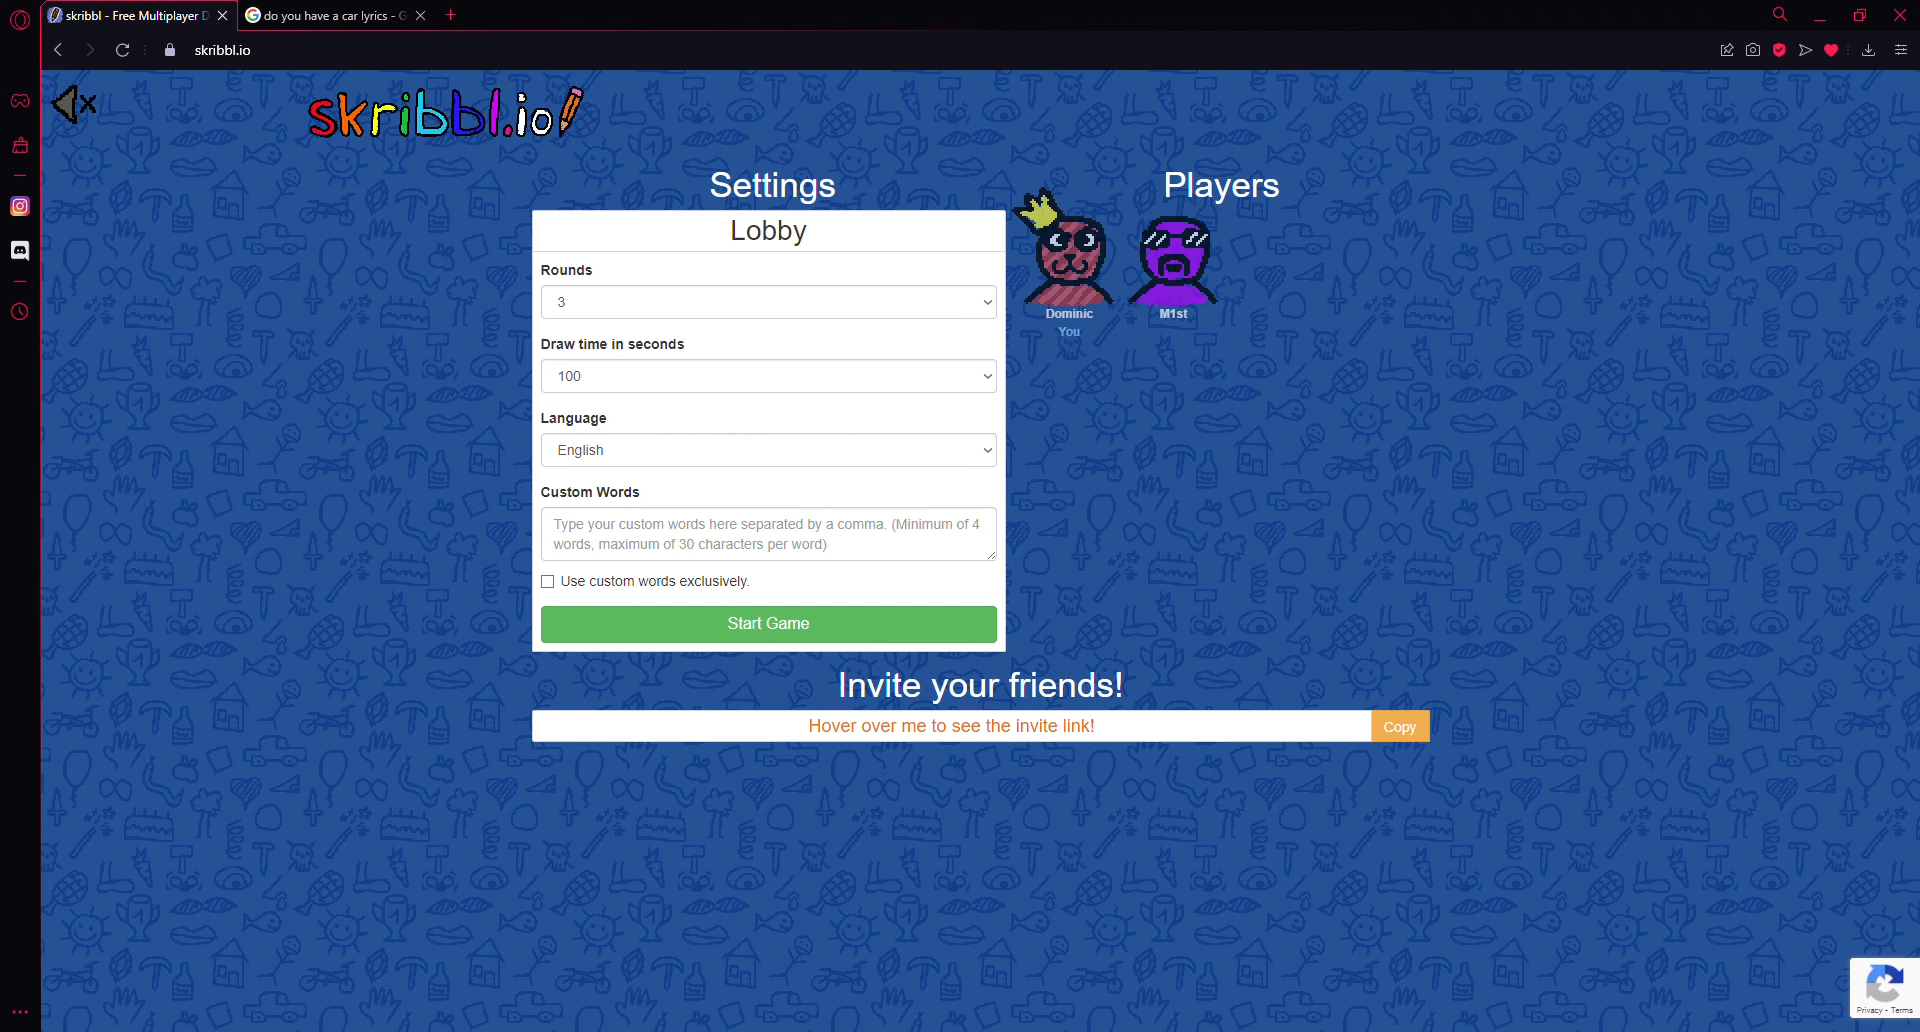 skribbl - Free Multiplayer D
do you have a car lyrics - G
skribbl.io
skribbl.io
Settings
Players
Lobby
Rounds
3
Draw time in seconds
100
Language
English
Custom Words
Type your custom words here separated by a comma. (Minimum of 4
words, maximum of 30 characters per word)
Use custom words exclusively.
Start Game
Dominic
You
M1st
Invite your friends!
Hover over me to see the invite link!
Copy
Privacy - Terms